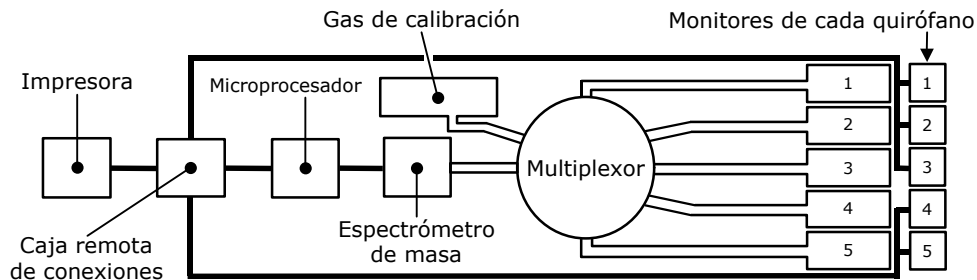 Gas de calibración
Monitores de cada quirófano
Impresora
Microprocesador
1
1
2
2
Multiplexor
3
3
4
4
5
5
Espectrómetro
de masa
Caja remota
de conexiones